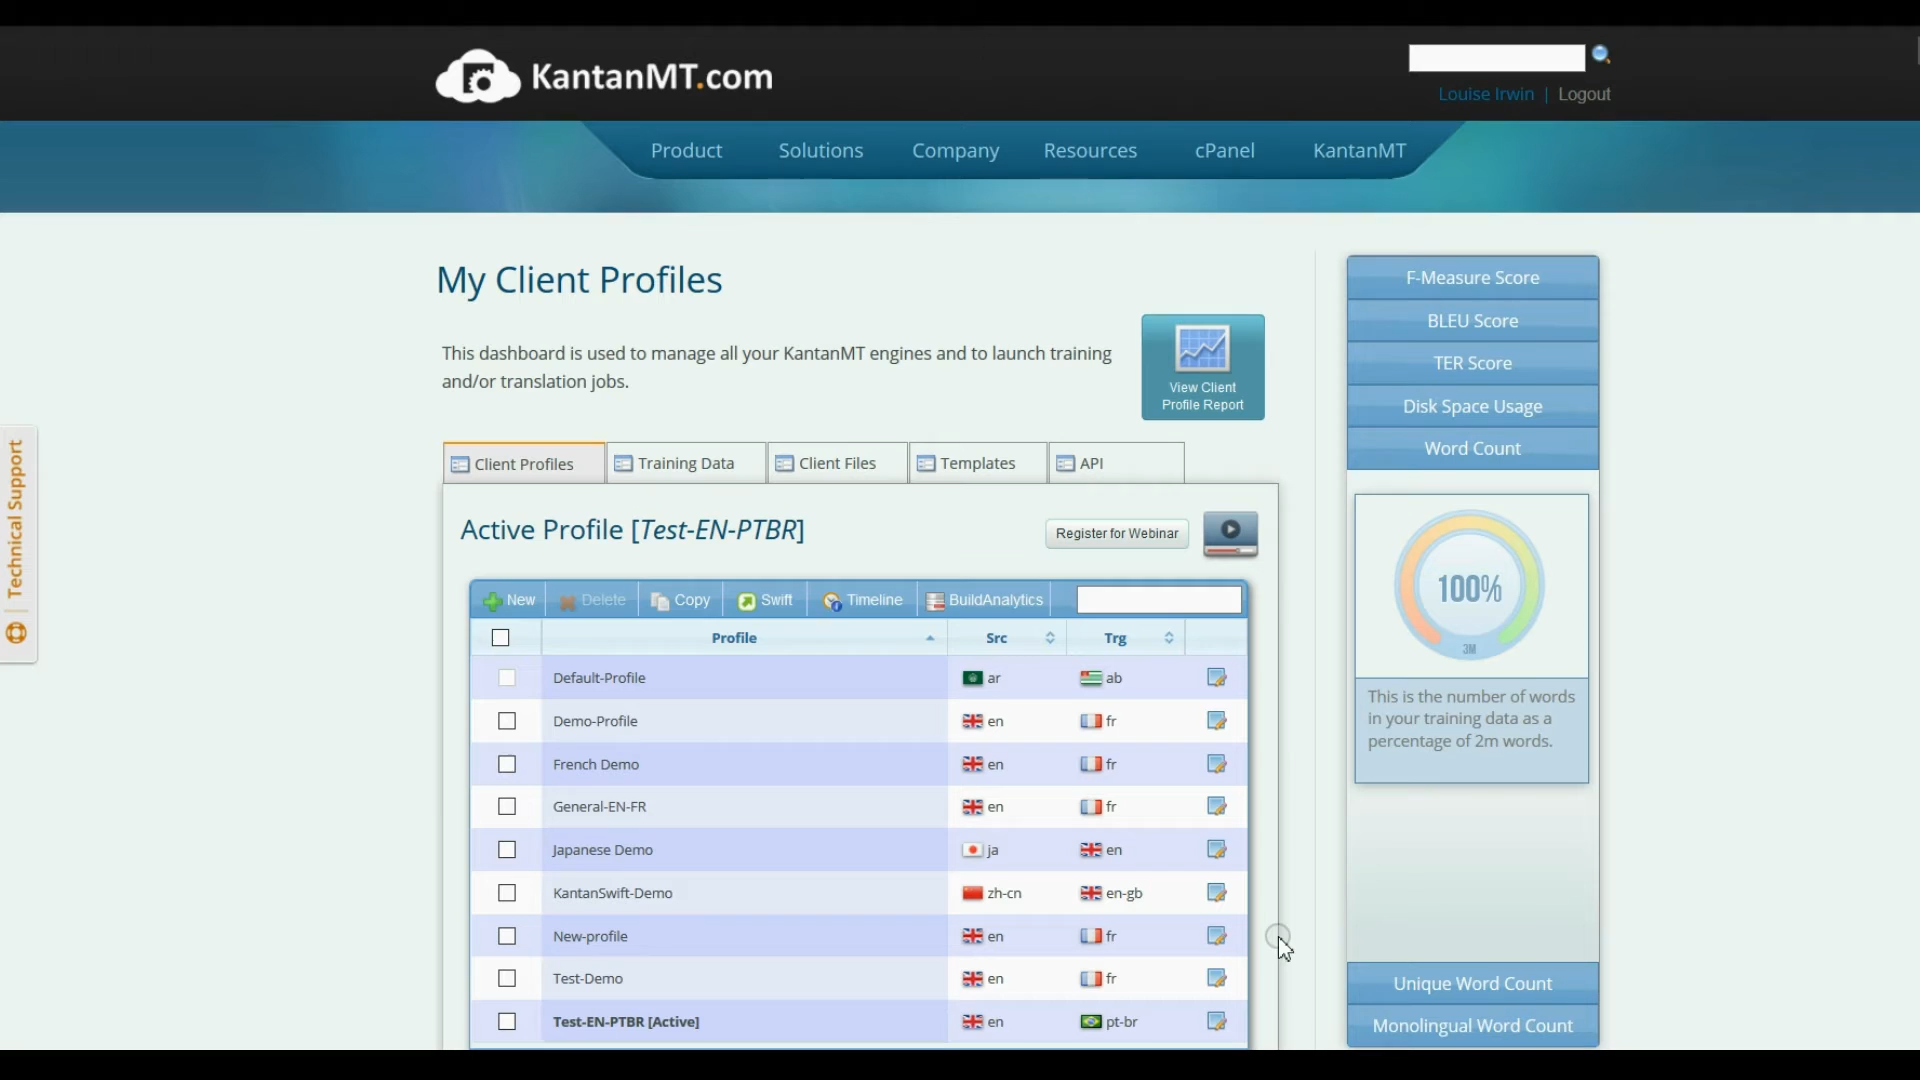 KantanMT.com
Louise Irwin | Logout
Product Solutions Company Resources cPanel KantanMT
My Client Profiles
This dashboard is used to manage all your KantanMT engines and to launch training
and/or translation jobs.
View Client
Profile Report
Client Profiles Training Data Client Files Templates API
Active Profile [Test-EN-PTBR]
Register for Webinar
New Delete Copy Swift Timeline BuildAnalytics
Profile Src Trg
Default-Profile ar ab
Demo-Profile en fr
French Demo en fr
General-EN-FR en fr
Japanese Demo ja en
KantanSwift-Demo zh-cn en-gb
New-profile en fr
Test-Demo en fr
Test-EN-PTBR [Active] en pt-br
F-Measure Score
BLEU Score
TER Score
Disk Space Usage
Word Count
100%
3M
This is the number of words
in your training data as a
percentage of 2m words.
Unique Word Count
Monolingual Word Count
Technical Support